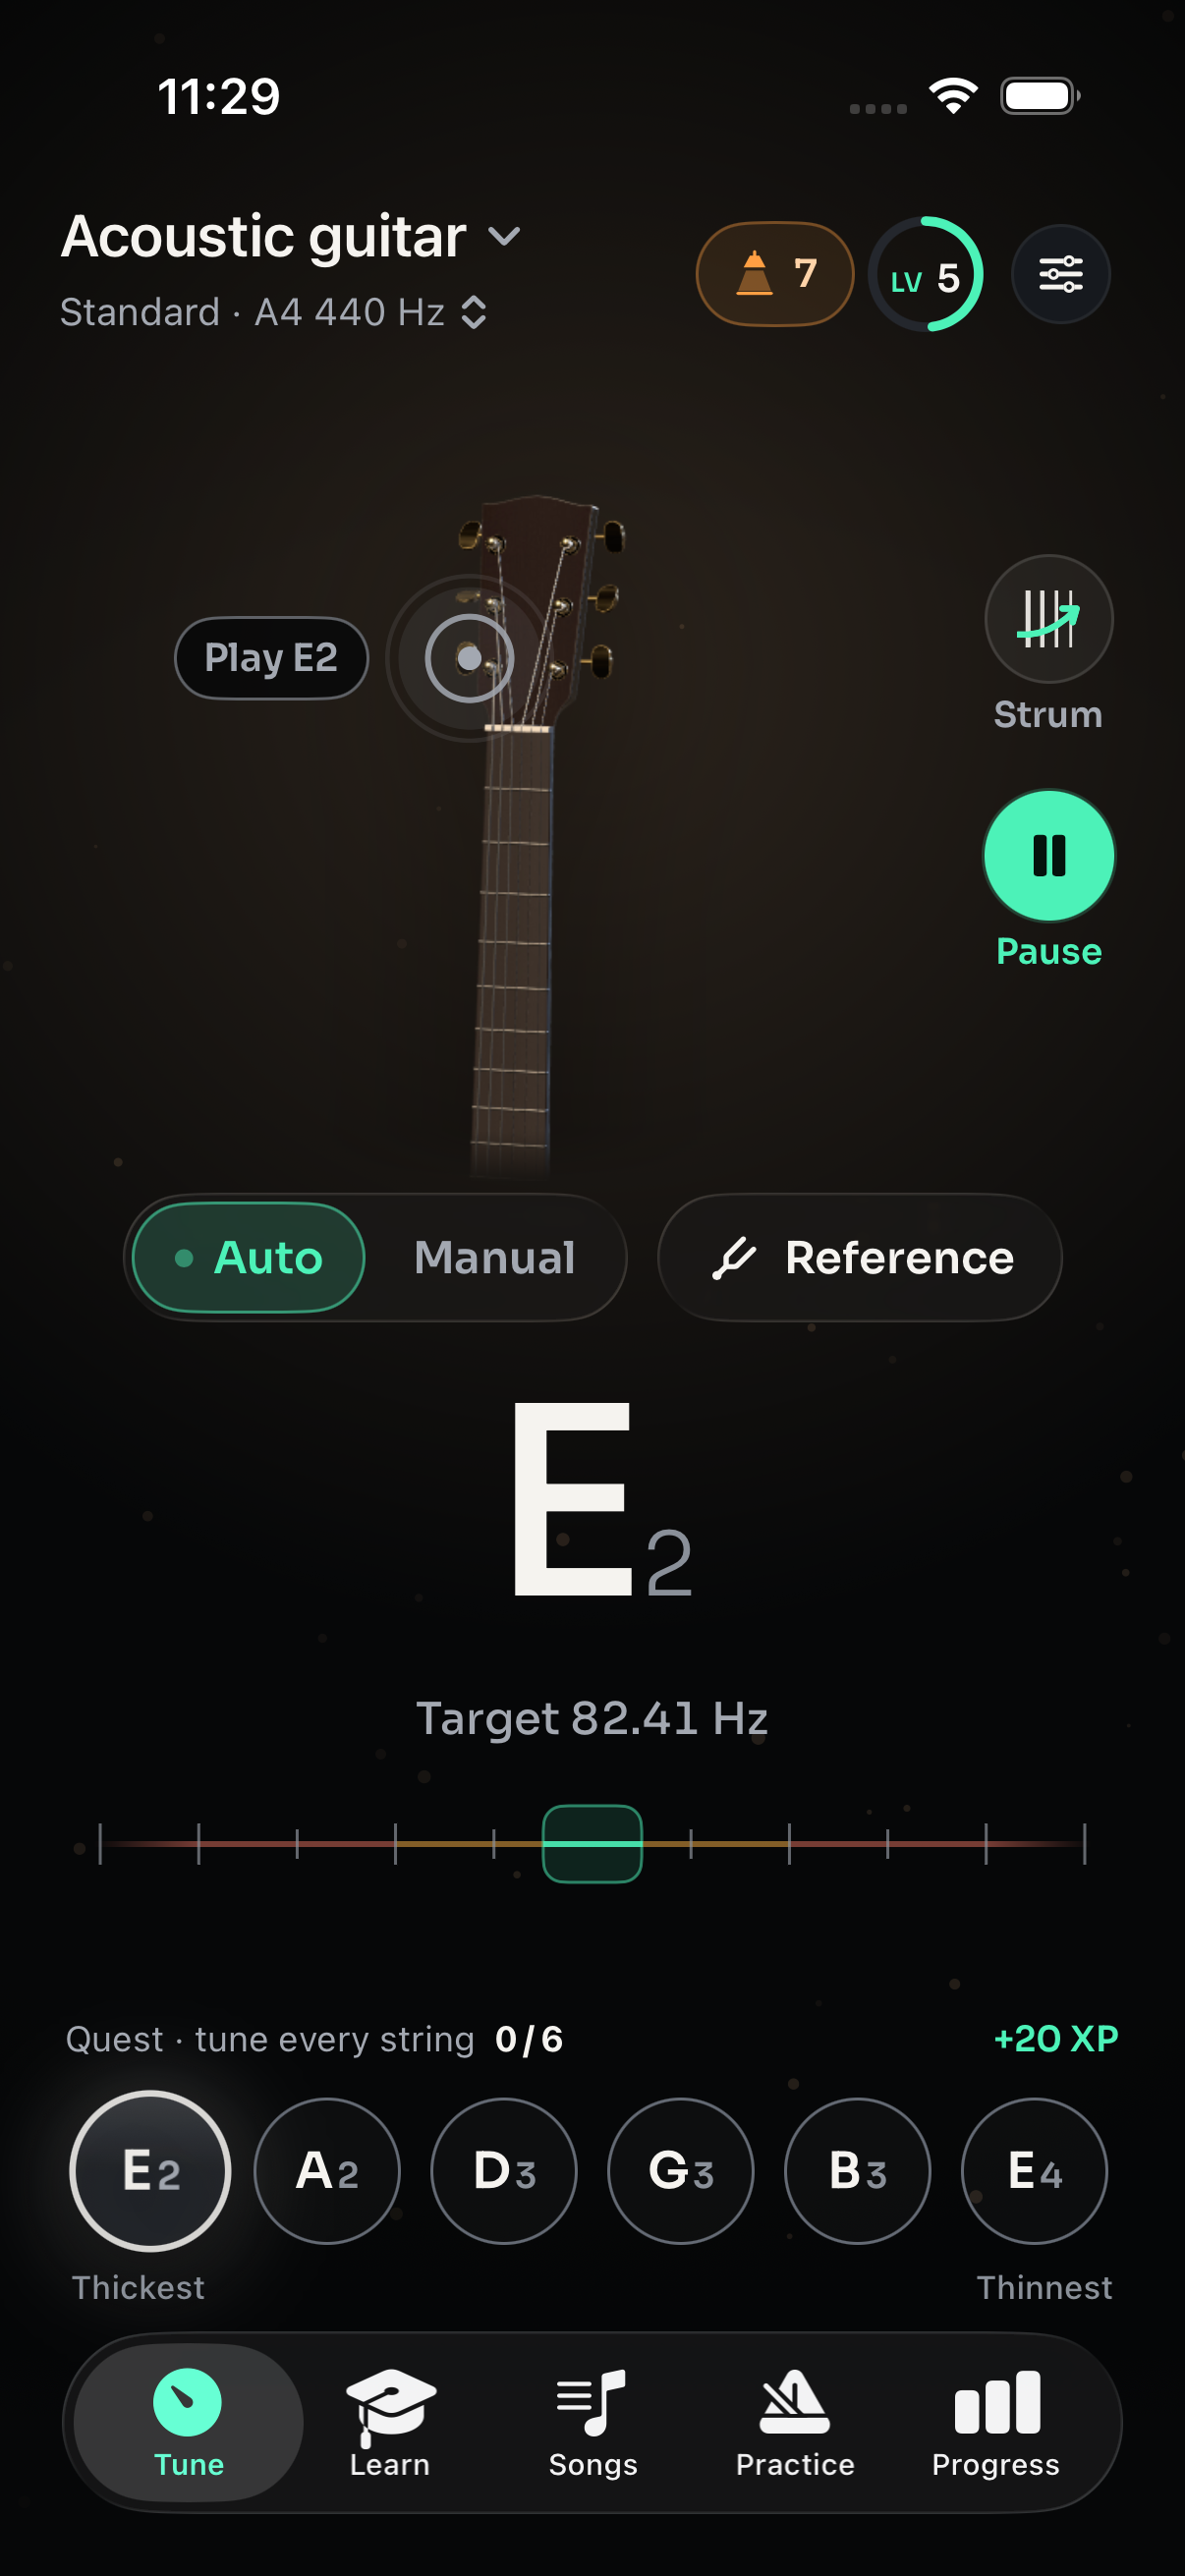 11:29
Acoustic guitar
Standard · A4 440 Hz
7
LV 5
Play E2
Strum
Pause
Auto
Manual
Reference
E2
Target 82.41 Hz
Quest · tune every string 0/6
+20 XP
E2
A2
D3
G3
B3
E4
Thickest
Thinnest
Tune
Learn
Songs
Practice
Progress